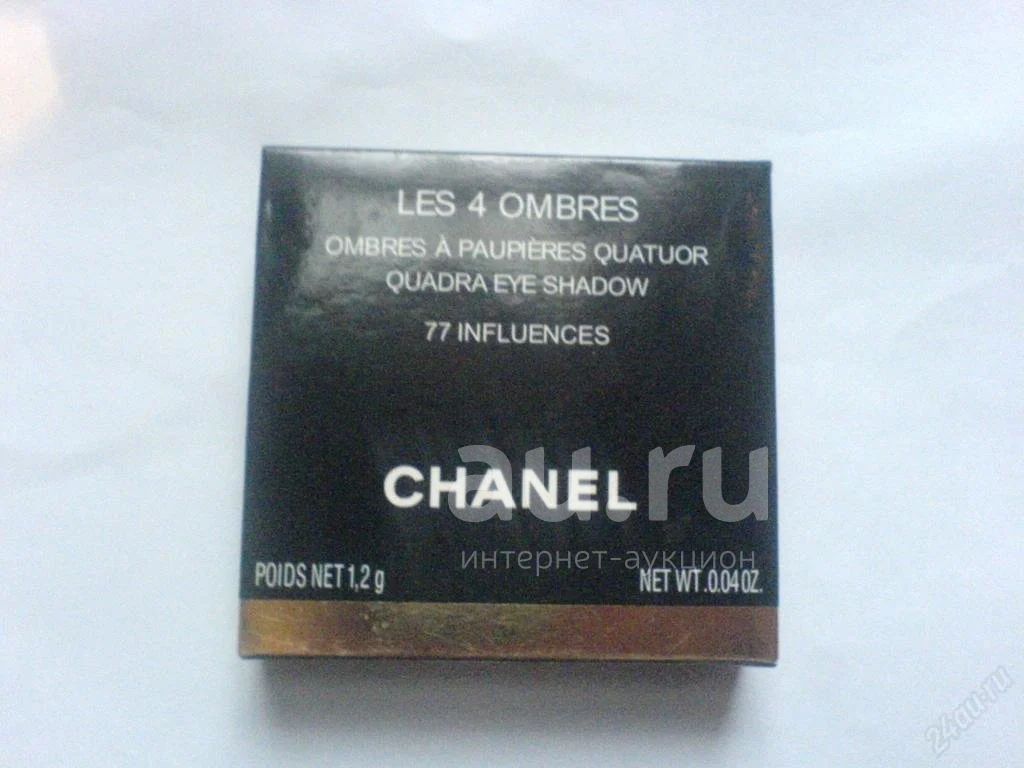 LES 4 OMBRES
OMBRES À PAUPIÈRES QUATUOR
QUADRA EYE SHADOW
77 INFLUENCES
CHANEL
au.ru
интернет-аукцион
POIDS NET 1,2 g
NET WT.0.04 OZ.
24au.ru